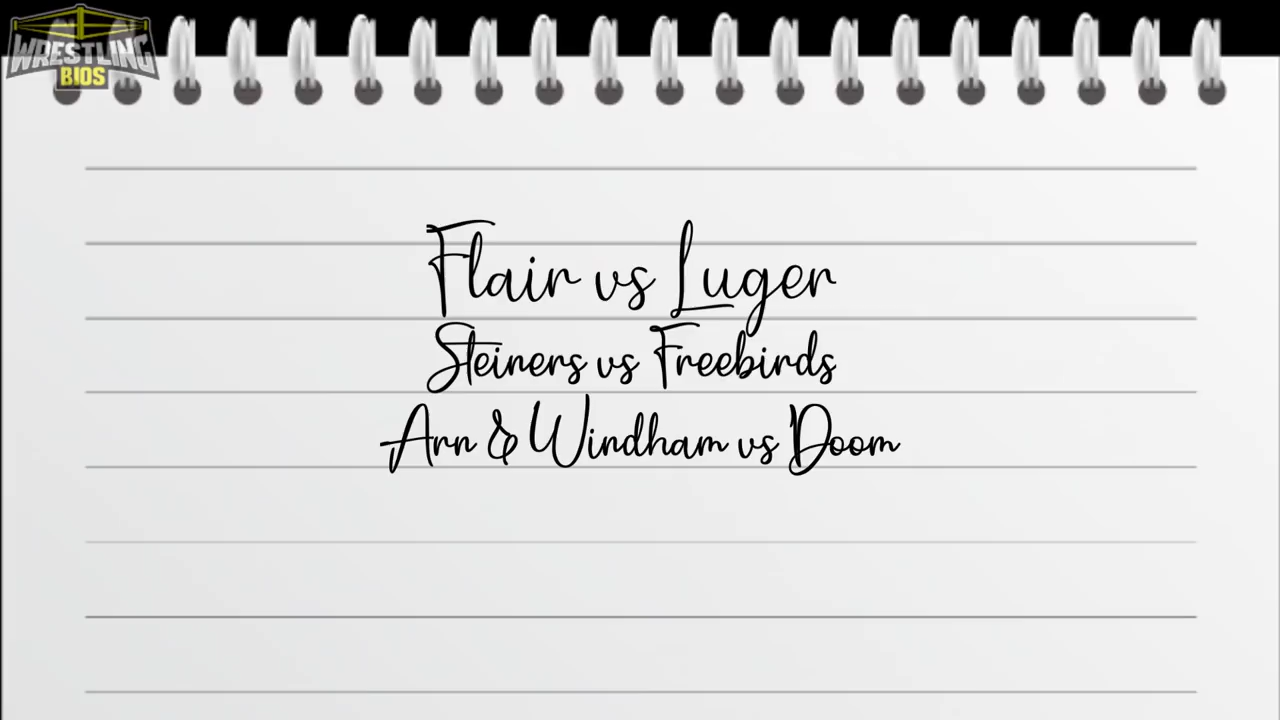 WRESTLING
BIOS
Flair vs Luger
Steiners vs Freebirds
Arn & Windham vs Doom